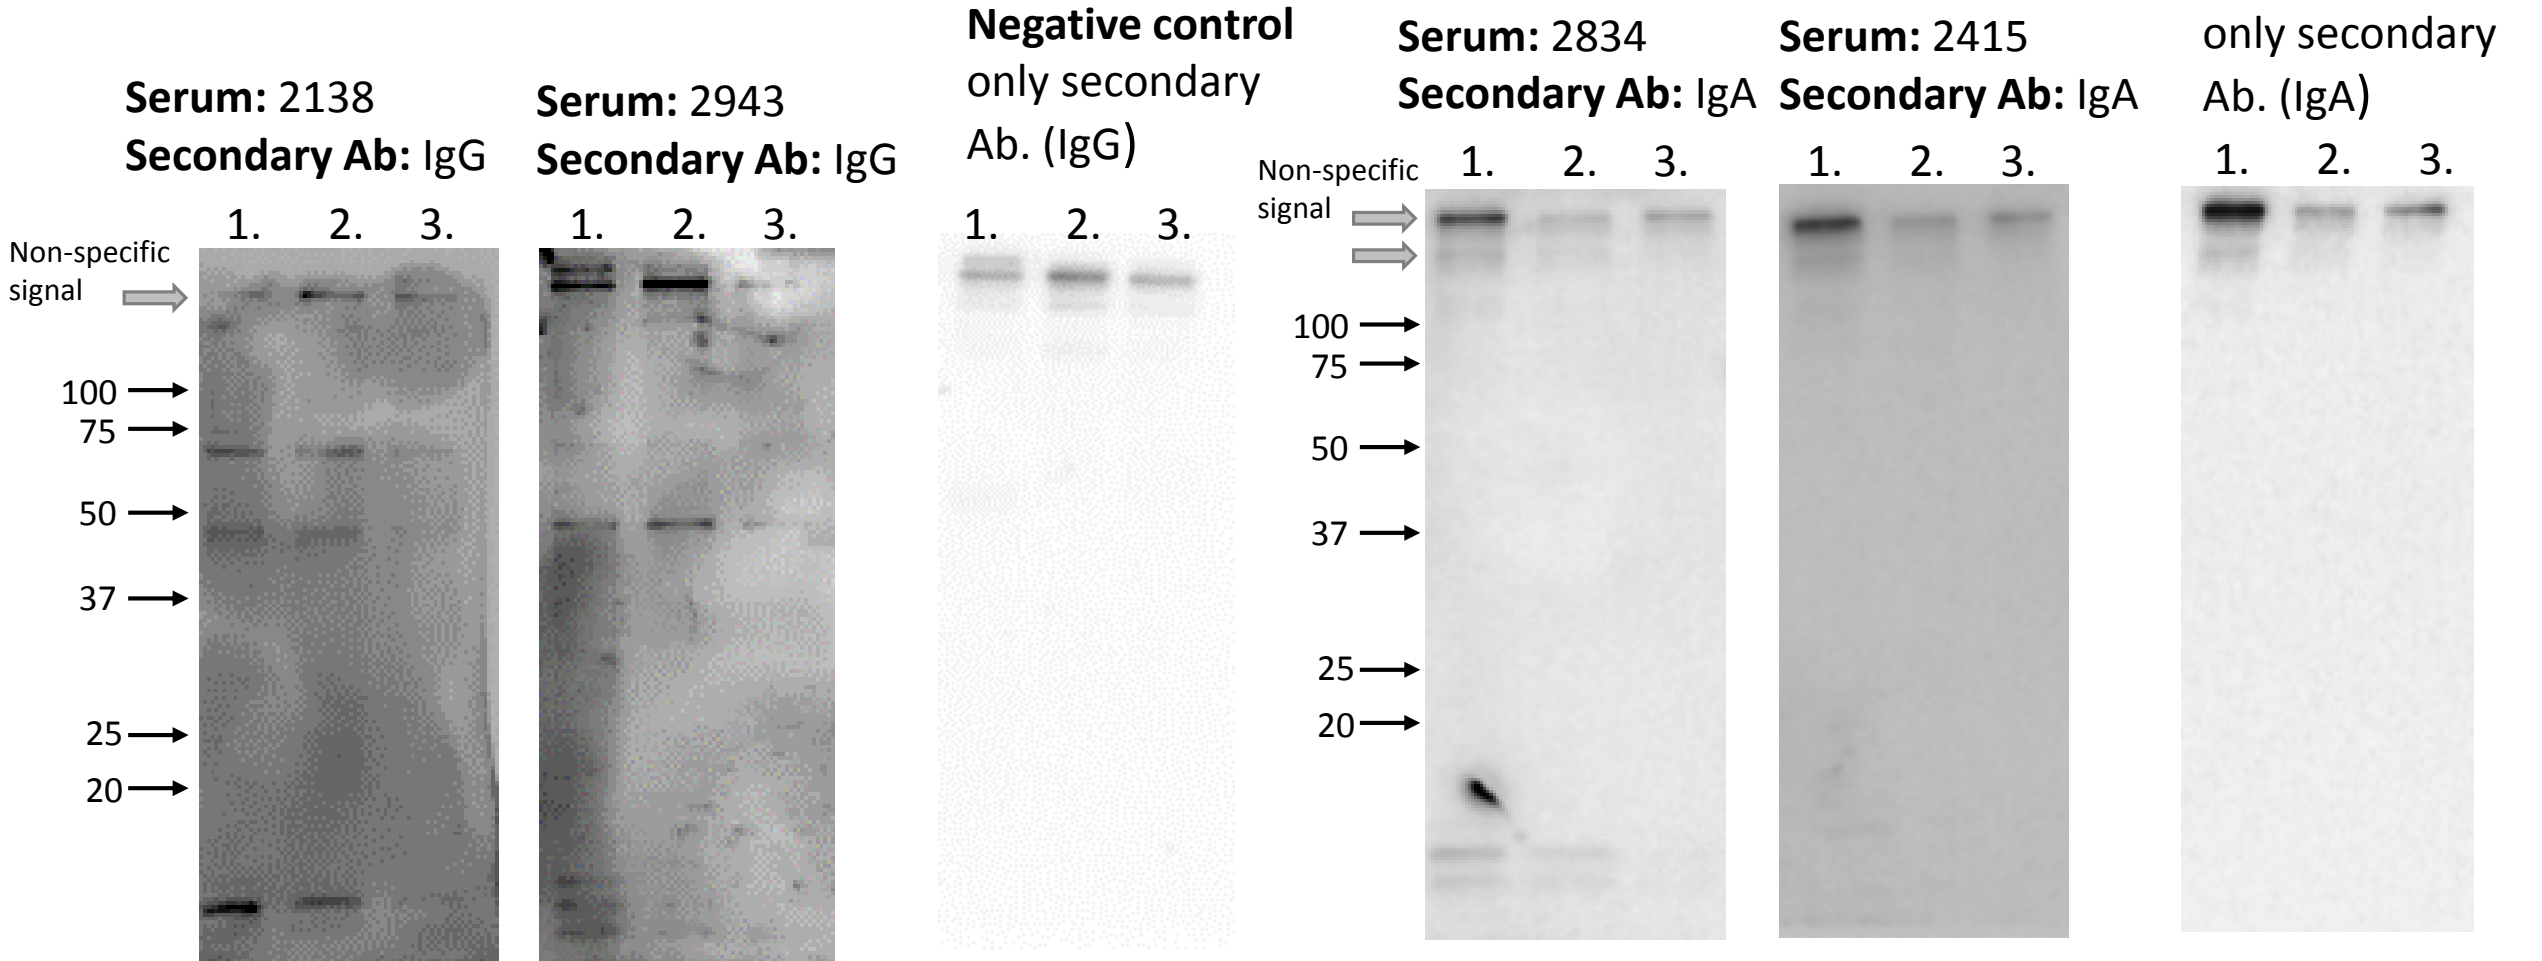 Serum: 2138
Secondary Ab: IgG
1. 2. 3.
Non-specific
signal
100
75
50
37
25
20
Serum: 2943
Secondary Ab: IgG
1. 2. 3.
Negative control
only secondary
Ab. (IgG)
1. 2. 3.
Serum: 2834
Secondary Ab: IgA
1. 2. 3.
Non-specific
signal
100
75
50
37
25
20
Serum: 2415
Secondary Ab: IgA
1. 2. 3.
only secondary
Ab. (IgA)
1. 2. 3.